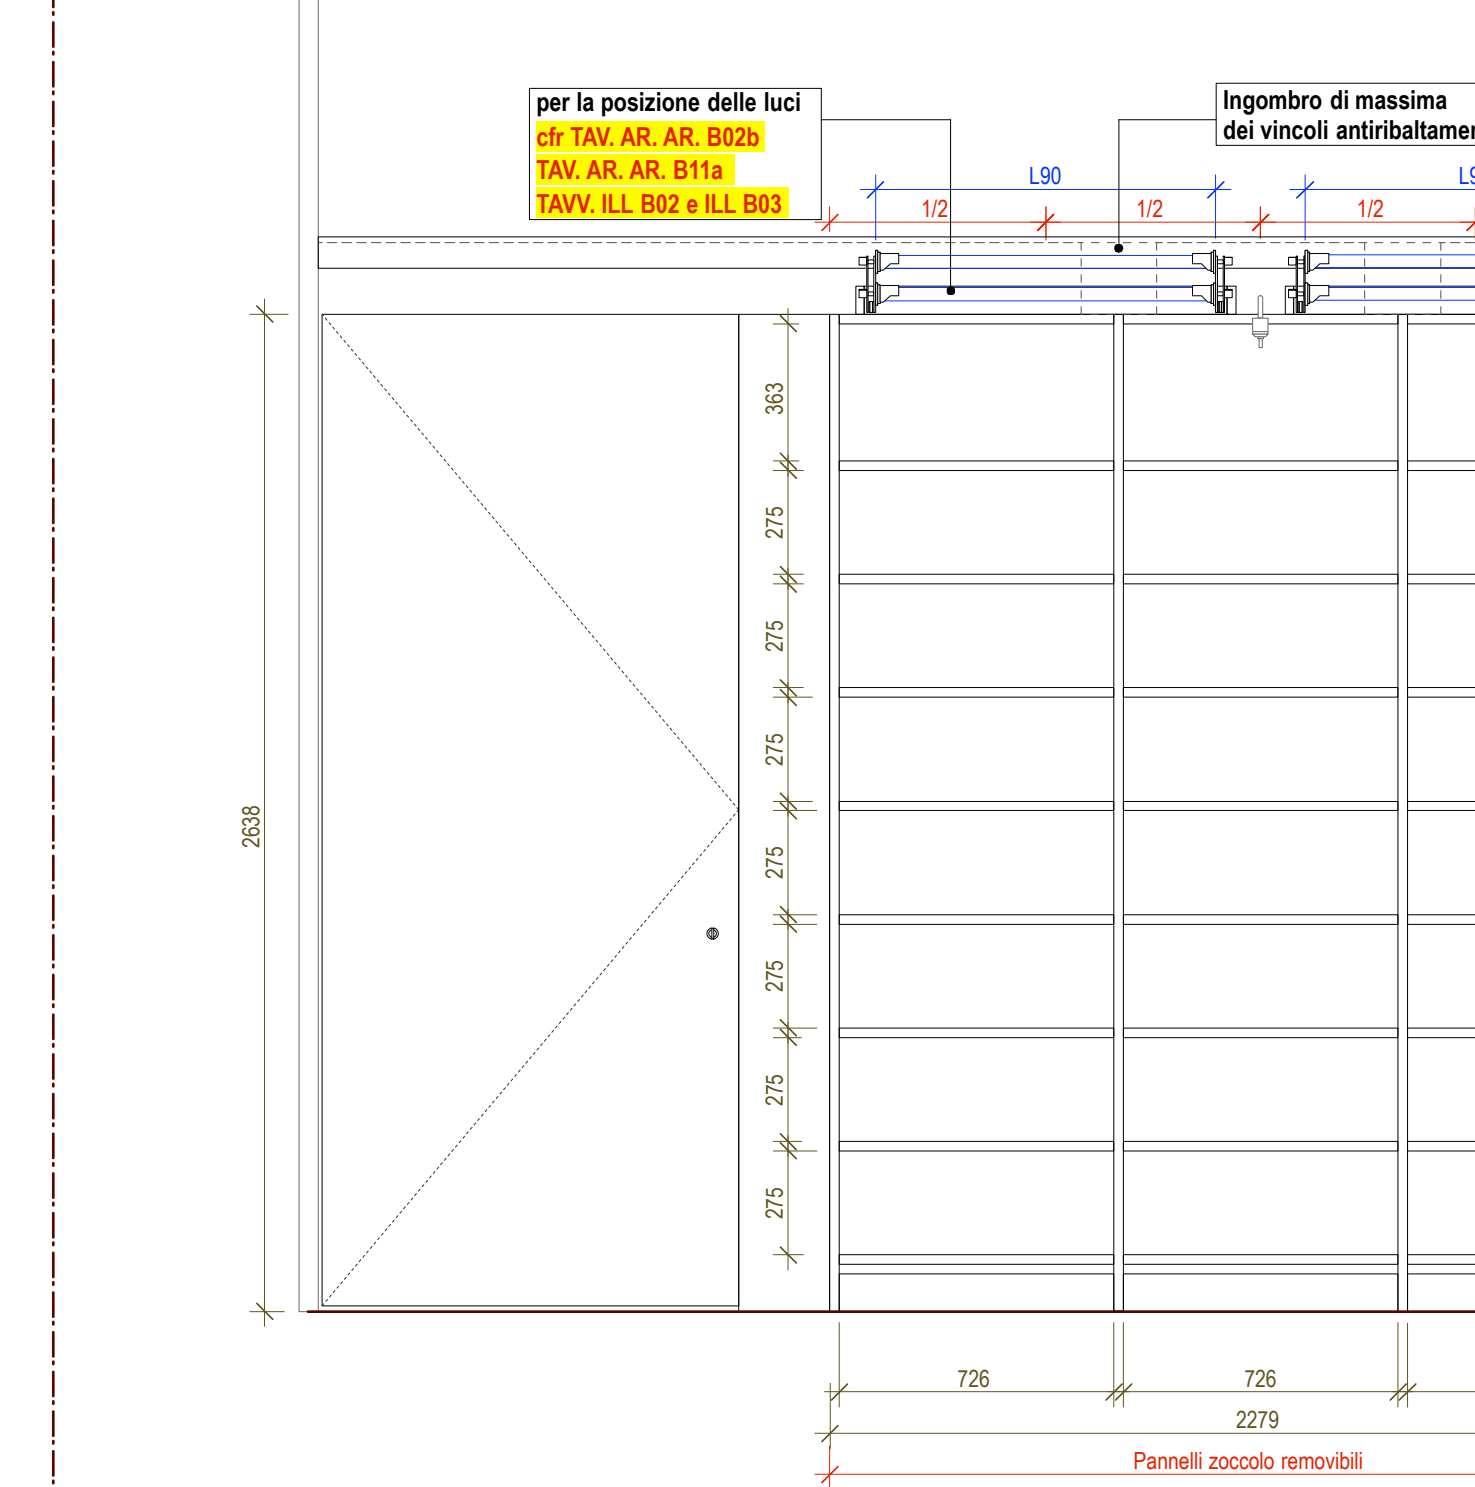 per la posizione delle luci
cfr TAV. AR. AR. B02b
TAV. AR. AR. B11a
TAVV. ILL B02 e ILL B03
Ingombro di massima
dei vincoli
L90
1/2
1/2
1/2
363
275
275
275
275
275
275
275
2638
726
726
2279
Pannelli zoccolo removibili